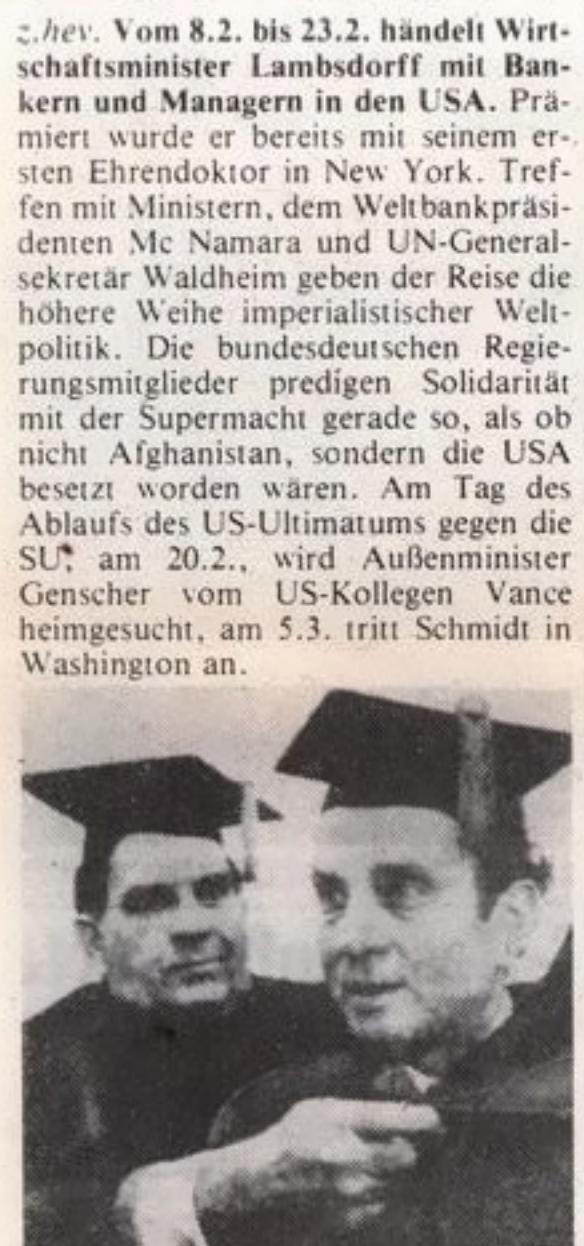 z.hev. Vom 8.2. bis 23.2. händelt Wirt-
schaftsminister Lambsdorff mit Ban-
kern und Managern in den USA. Prä-
miert wurde er bereits mit seinem er-
sten Ehrendoktor in New York. Tref-
fen mit Ministern, dem Weltbankpräsi-
denten Mc Namara und UN-General-
sekretär Waldheim geben der Reise die
höhere Weihe imperialistischer Welt-
politik. Die bundesdeutschen Regie-
rungsmitglieder predigen Solidarität
mit der Supermacht gerade so, als ob
nicht Afghanistan, sondern die USA
besetzt worden wären. Am Tag des
Ablaufs des US-Ultimatums gegen die
SU, am 20.2., wird Außenminister
Genscher vom US-Kollegen Vance
heimgesucht, am 5.3. tritt Schmidt in
Washington an.